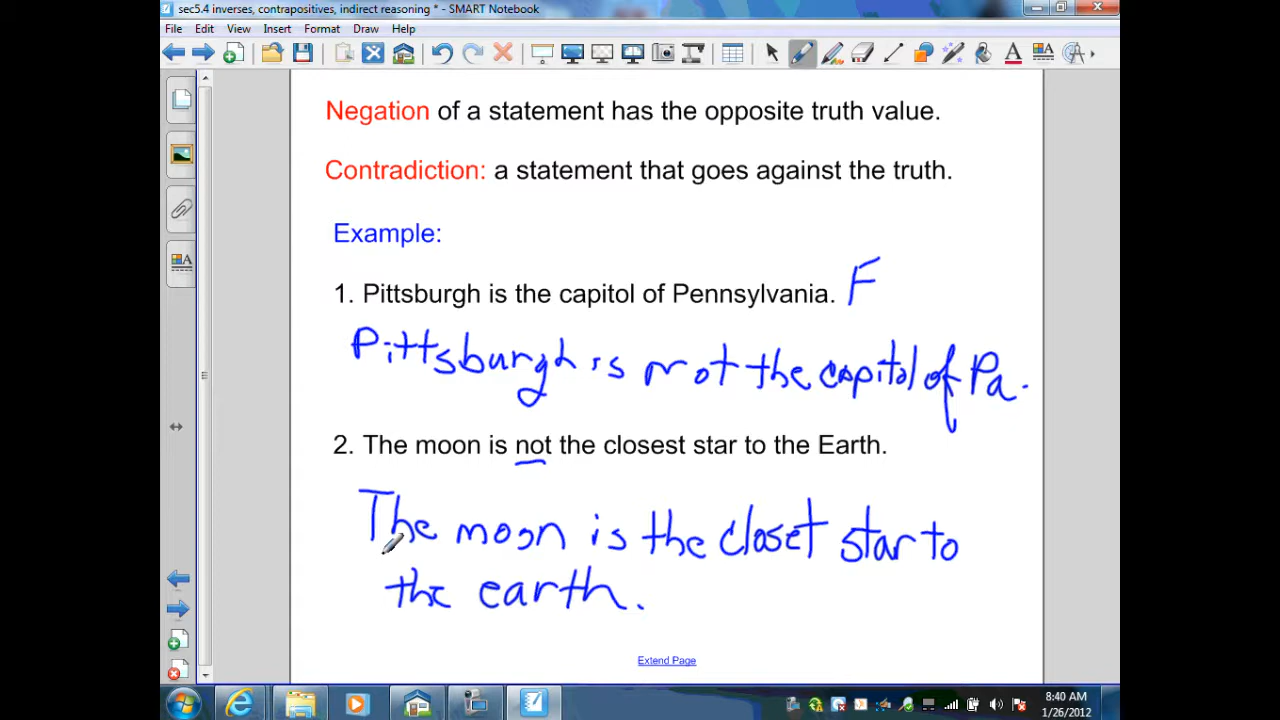 sec5.4 inverses, contrapositives, indirect reasoning * - SMART Notebook
File Edit View Insert Format Draw Help
Negation of a statement has the opposite truth value.
Contradiction: a statement that goes against the truth.
Example:
1. Pittsburgh is the capitol of Pennsylvania. F
Pittsburgh is not the capitol of Pa.
2. The moon is not the closest star to the Earth.
The moon is the closet star to
the earth.
Extend Page
8:40 AM
1/26/2012